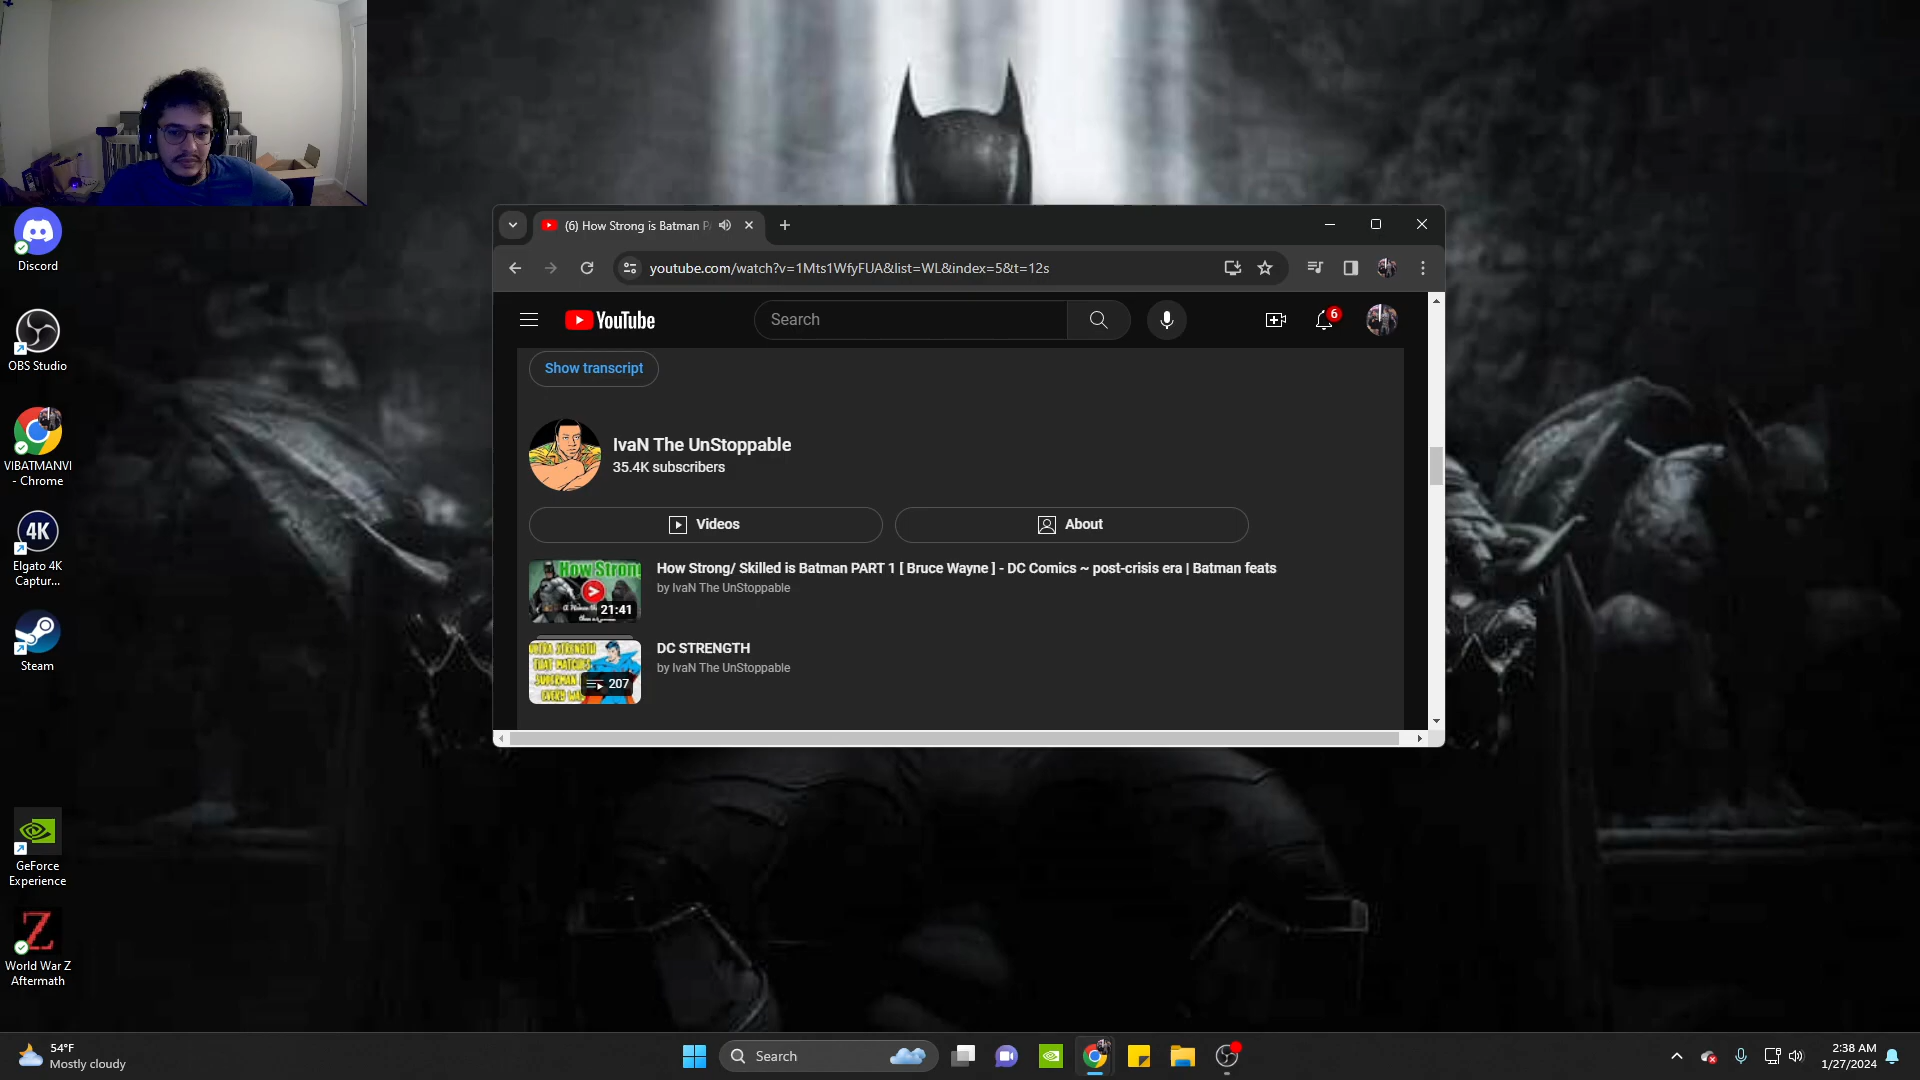 Discord
OBS Studio
VIBATMANVI
- Chrome
4K
Elgato 4K
Captur...
Steam
GeForce
Experience
Z
World War Z
Aftermath
(6) How Strong is Batman P
youtube.com/watch?v=1Mts1WfyFUA&list=WL&index=5&t=12s
YouTube
Search
6
Show transcript
IvaN The UnStoppable
35.4K subscribers
Videos
About
How Strong
21:41
How Strong/ Skilled is Batman PART 1 [ Bruce Wayne ] - DC Comics ~ post-crisis era | Batman feats
by IvaN The UnStoppable
207
DC STRENGTH
by IvaN The UnStoppable
54°F
Mostly cloudy
Search
2:38 AM
1/27/2024